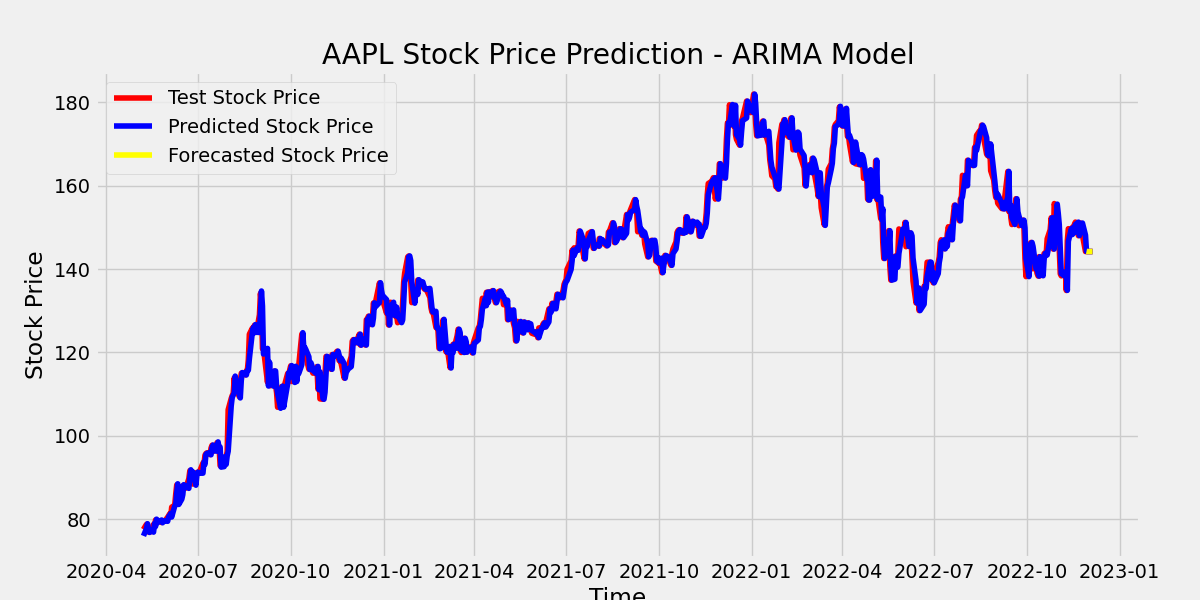 AAPL Stock Price Prediction - ARIMA Model
Test Stock Price
Predicted Stock Price
Forecasted Stock Price
Stock Price
180
160
140
120
100
80
2020-04 2020-07 2020-10 2021-01 2021-04 2021-07 2021-10 2022-01 2022-04 2022-07 2022-10 2023-01
Time